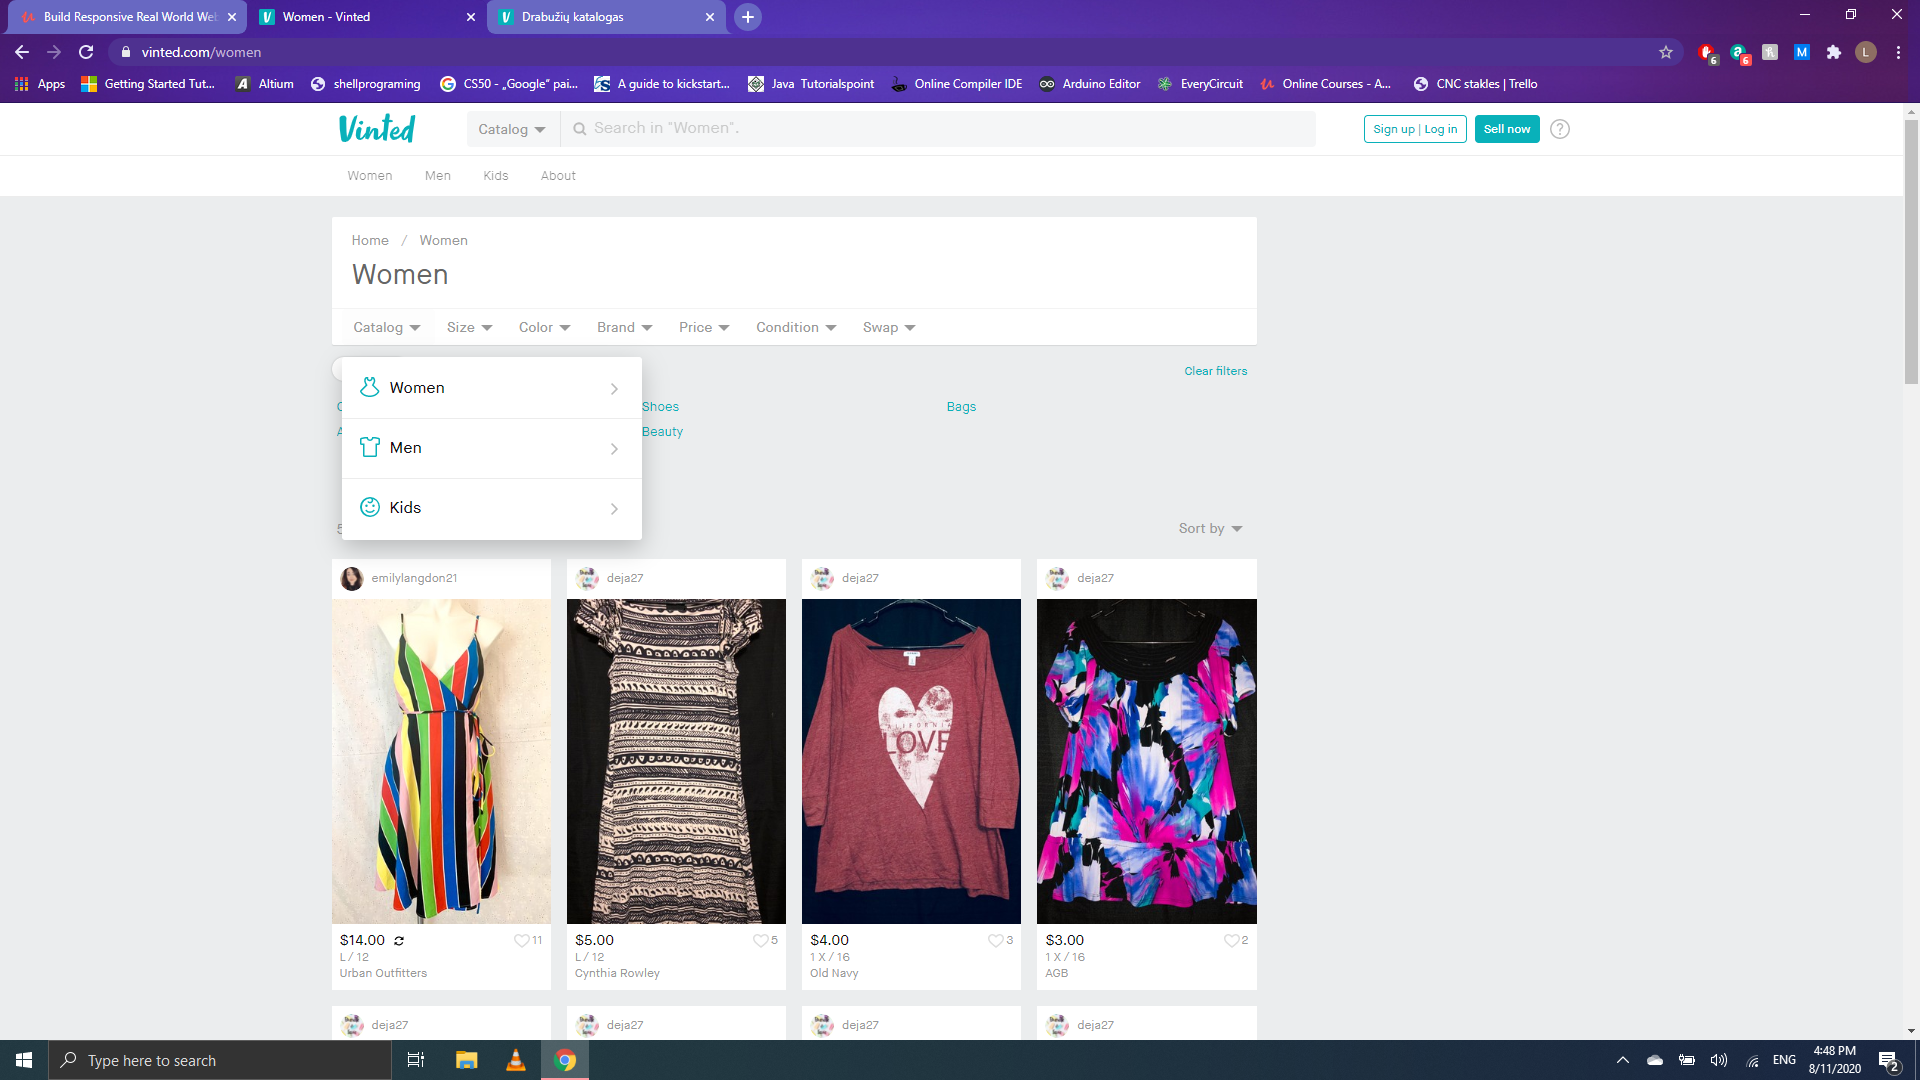 Build Responsive Real World Web
Women - Vinted
Drabužių katalogas
vinted.com/women
6
6
M
L
Apps
Getting Started Tut...
Altium
shellprograming
CS50 - „Google“ pai...
A guide to kickstart...
Java Tutorialspoint
Online Compiler IDE
Arduino Editor
EveryCircuit
Online Courses - A...
CNC stakles | Trello
Vinted
Catalog
Search in "Women".
Sign up | Log in
Sell now
?
Women
Men
Kids
About
Home / Women
Women
Catalog
Size
Color
Brand
Price
Condition
Swap
Women
Men
Kids
Clear filters
Shoes
Bags
Beauty
Sort by
emilylangdon21
deja27
deja27
deja27
CALIFORNIA
LOVE
$14.00
11
L / 12
Urban Outfitters
$5.00
5
L / 12
Cynthia Rowley
$4.00
3
1 X / 16
Old Navy
$3.00
2
1 X / 16
AGB
deja27
deja27
deja27
deja27
Type here to search
ENG
4:48 PM
8/11/2020
2